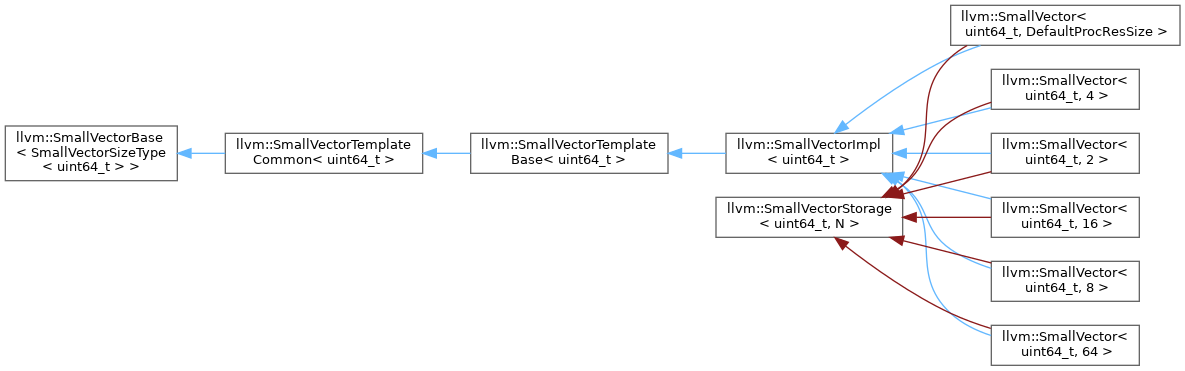 llvm::SmallVectorBase
< SmallVectorSizeType
< uint64_t > >
llvm::SmallVectorTemplate
Common< uint64_t >
llvm::SmallVectorTemplate
Base< uint64_t >
llvm::SmallVectorImpl
< uint64_t >
llvm::SmallVectorStorage
< uint64_t, N >
llvm::SmallVector<
uint64_t, DefaultProcResSize >
llvm::SmallVector<
uint64_t, 4 >
llvm::SmallVector<
uint64_t, 2 >
llvm::SmallVector<
uint64_t, 16 >
llvm::SmallVector<
uint64_t, 8 >
llvm::SmallVector<
uint64_t, 64 >